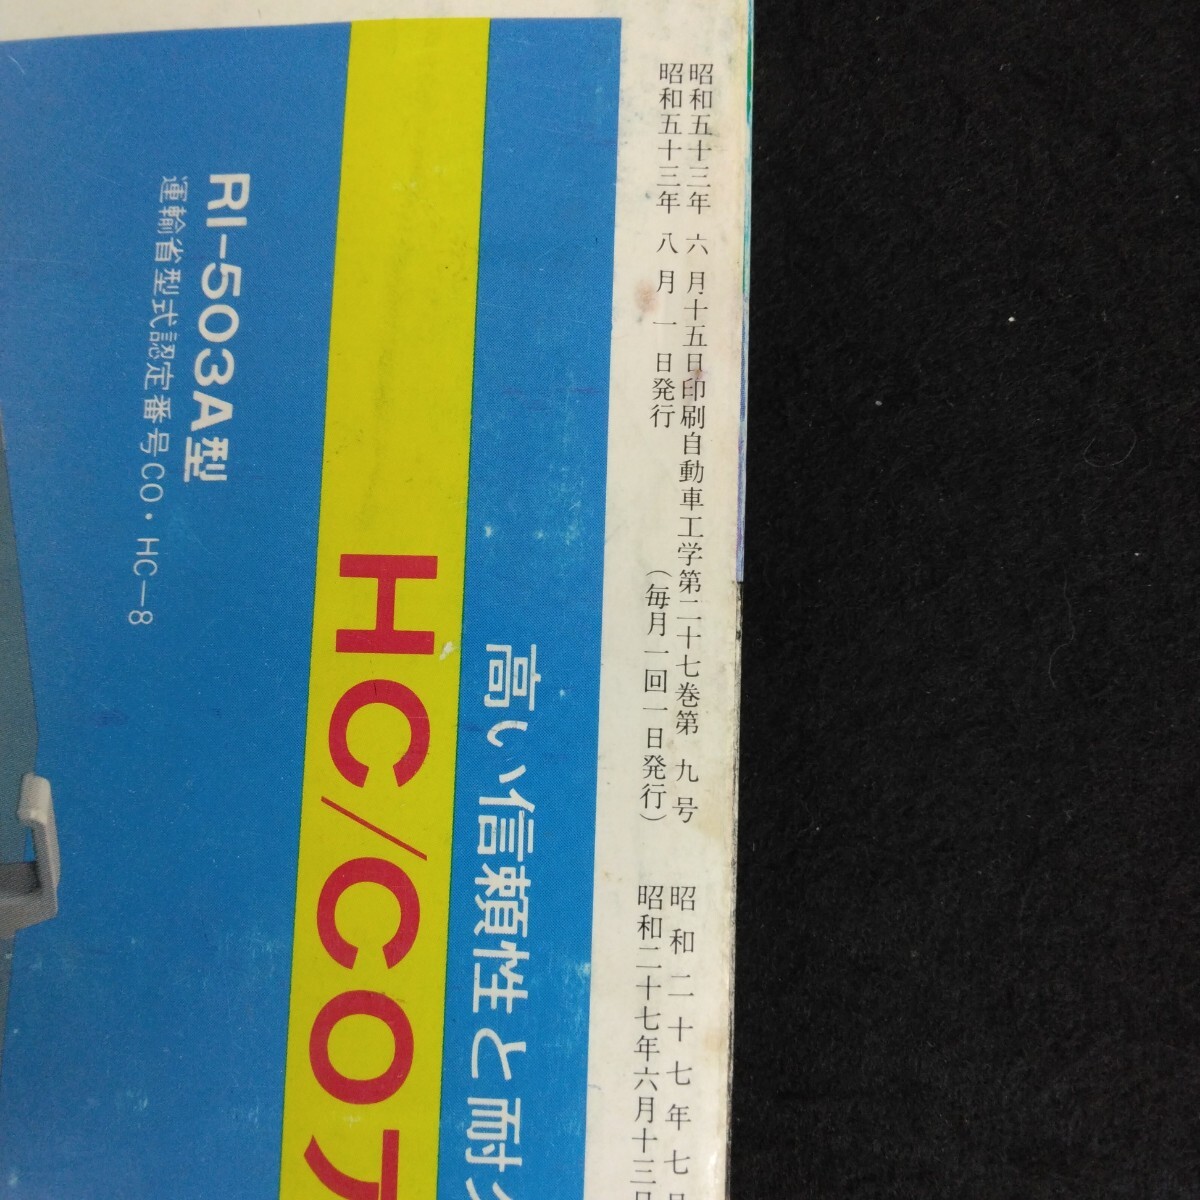 昭和五十三年 六月十五日印刷自動車工学第二十七巻第 九号
昭和五十三年 八月 一日発行 (毎月一回一日発行)
昭和二十七年七
昭和二十七年六月十三日
高い信頼性と耐
HC/CO
RI-503A型
運輸省型式認定番号CO・HC—8